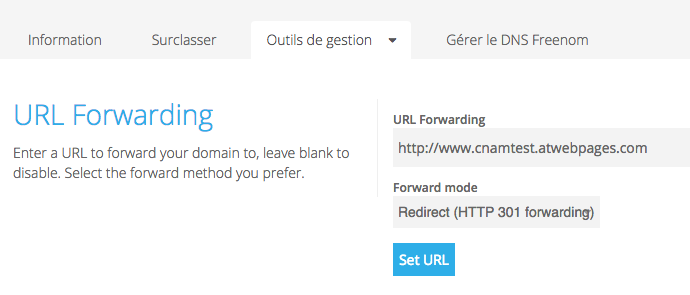 Information
Surclasser
Outils de gestion
Gérer le DNS Freenom
URL Forwarding
Enter a URL to forward your domain to, leave blank to
disable. Select the forward method you prefer.
URL Forwarding
http://www.cnamtest.atwebpages.com
Forward mode
Redirect (HTTP 301 forwarding)
Set URL